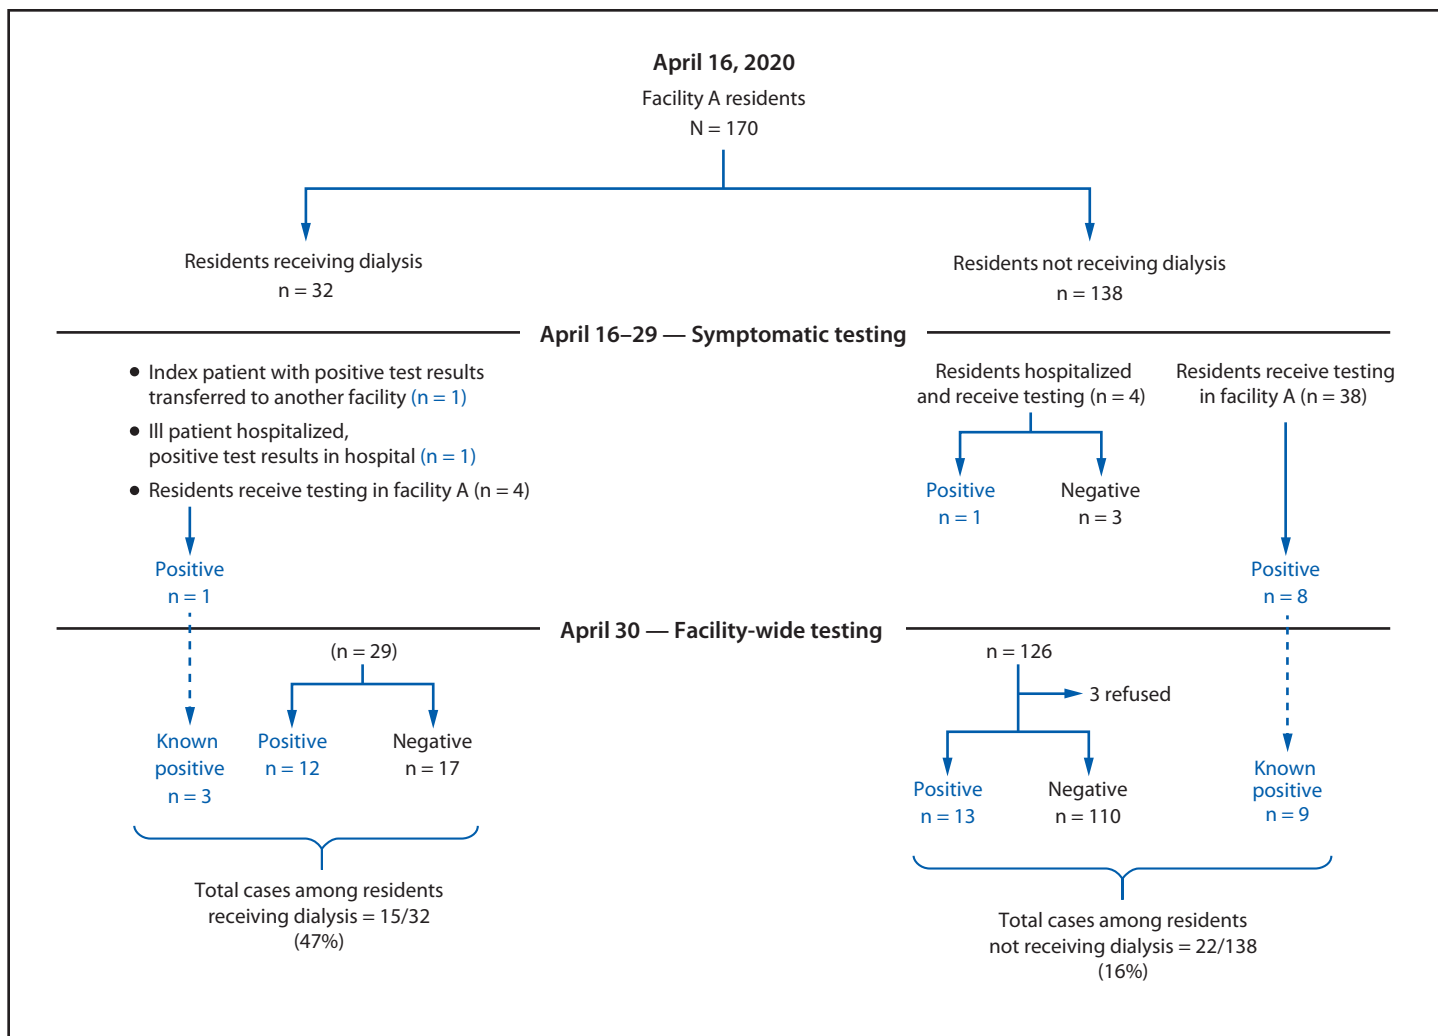 April 16, 2020
Facility A residents
N = 170
Residents receiving dialysis
n = 32
Residents not receiving dialysis
n = 138
April 16–29 — Symptomatic testing
● Index patient with positive test results
transferred to another facility (n = 1)
● Ill patient hospitalized,
positive test results in hospital (n = 1)
● Residents receive testing in facility A (n = 4)
Positive
n = 1
Residents hospitalized
and receive testing (n = 4)
Positive
n = 1
Negative
n = 3
Residents receive testing
in facility A (n = 38)
Positive
n = 8
April 30 — Facility-wide testing
(n = 29)
Known
positive
n = 3
Positive
n = 12
Negative
n = 17
Total cases among residents
receiving dialysis = 15/32
(47%)
n = 126
3 refused
Positive
n = 13
Negative
n = 110
Known
positive
n = 9
Total cases among residents
not receiving dialysis = 22/138
(16%)